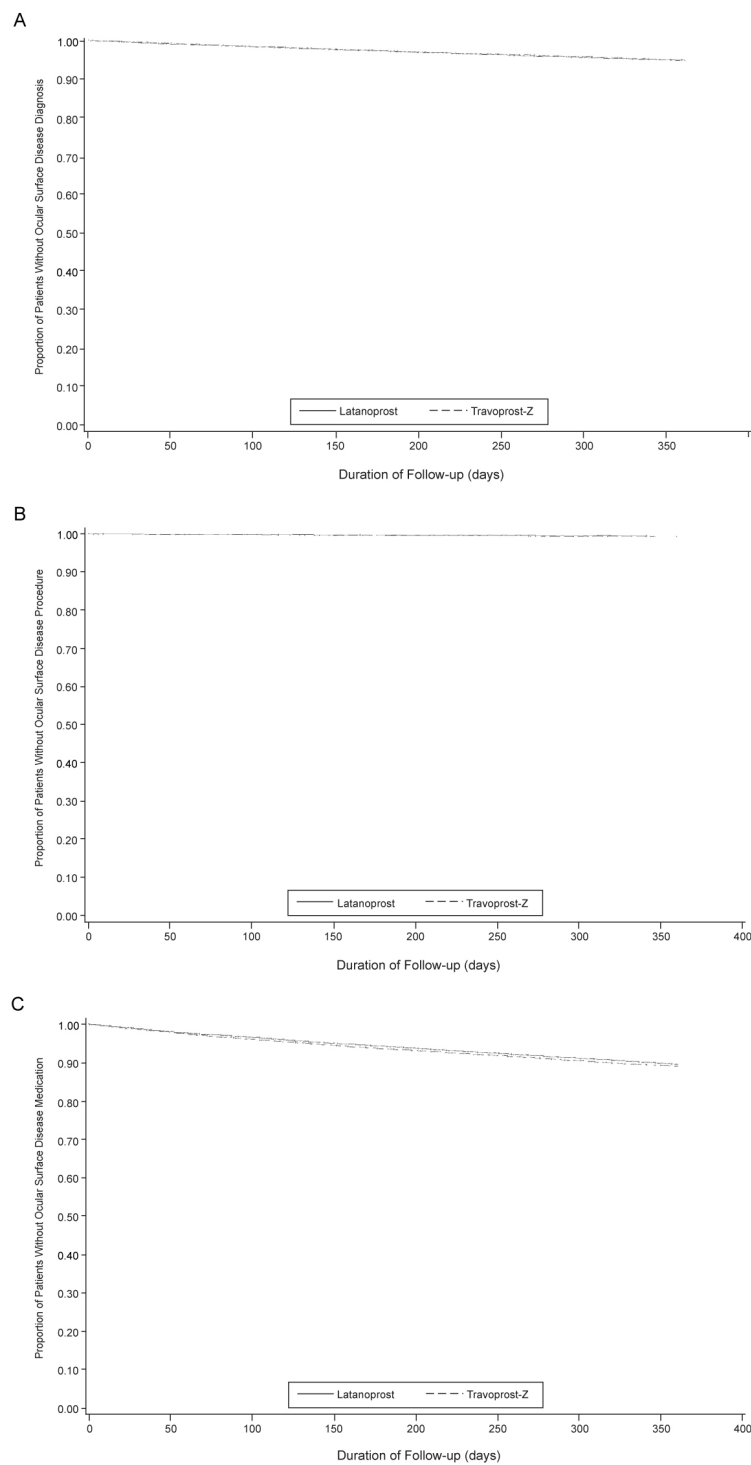 A
Proportion of Patients Without Ocular Surface Disease Diagnosis
1.00
0.90
0.80
0.70
0.60
0.50
0.40
0.30
0.20
0.10
0.00
Latanoprost Travoprost-Z
0 50 100 150 200 250 300 350
Duration of Follow-up (days)
B
Proportion of Patients Without Ocular Surface Disease Procedure
1.00
0.90
0.80
0.70
0.60
0.50
0.40
0.30
0.20
0.10
0.00
Latanoprost Travoprost-Z
0 50 100 150 200 250 300 350 400
Duration of Follow-up (days)
C
Proportion of Patients Without Ocular Surface Disease Medication
1.00
0.90
0.80
0.70
0.60
0.50
0.40
0.30
0.20
0.10
0.00
Latanoprost Travoprost-Z
0 50 100 150 200 250 300 350 400
Duration of Follow-up (days)